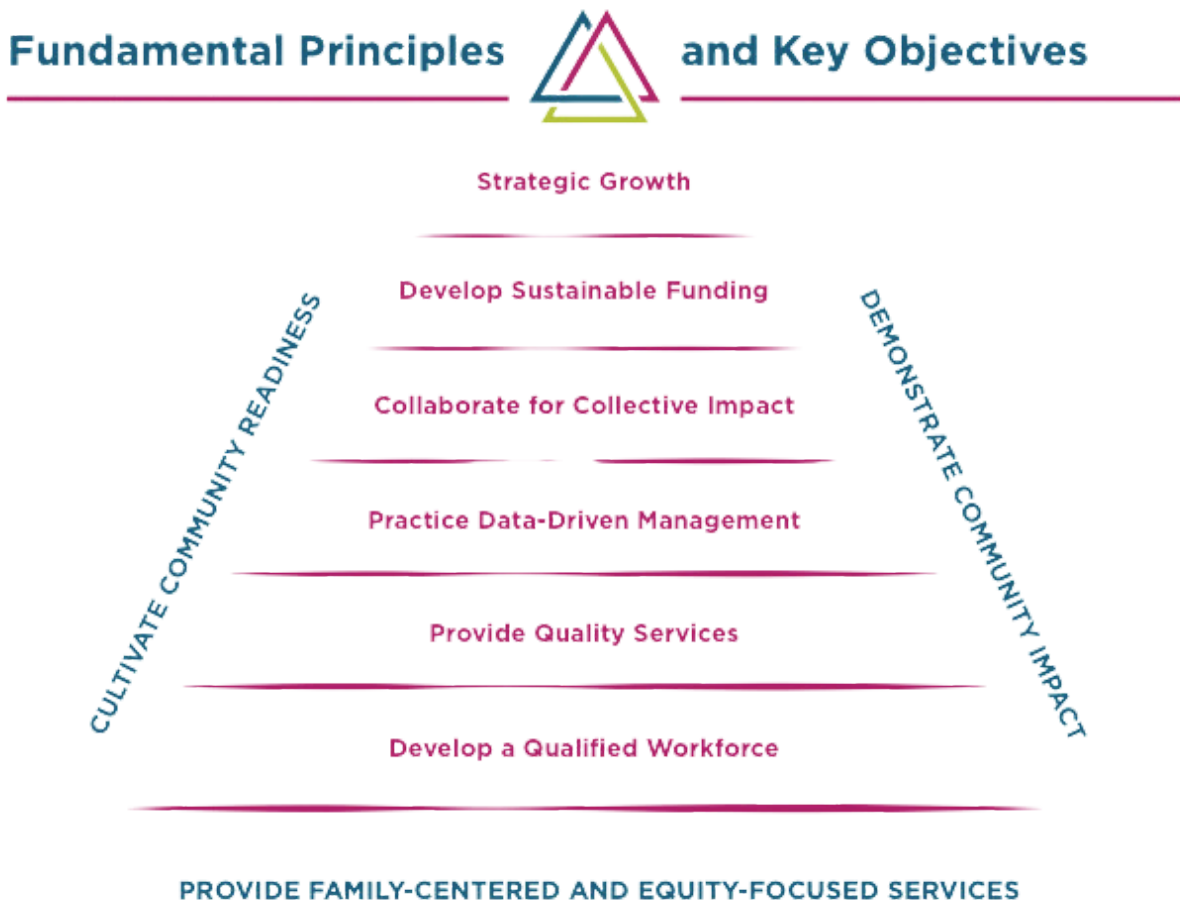 Fundamental Principles and Key Objectives
Strategic Growth
Develop Sustainable Funding
Collaborate for Collective Impact
Practice Data-Driven Management
Provide Quality Services
Develop a Qualified Workforce
CULTIVATE COMMUNITY READINESS
DEMONSTRATE COMMUNITY IMPACT
PROVIDE FAMILY-CENTERED AND EQUITY-FOCUSED SERVICES